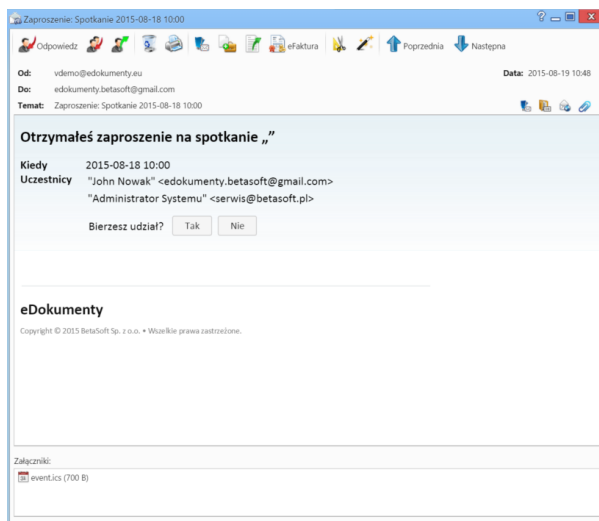 Zaproszenie: Spotkanie 2015-08-18 10:00
Odpowiedz eFaktura Poprzednia Następna
Od: vdemo@edokumenty.eu Data: 2015-08-19 10:48
Do: edokumenty.betasoft@gmail.com
Temat: Zaproszenie: Spotkanie 2015-08-18 10:00
Otrzymałeś zaproszenie na spotkanie „”
Kiedy 2015-08-18 10:00
Uczestnicy "John Nowak" <edokumenty.betasoft@gmail.com>
"Administrator Systemu" <serwis@betasoft.pl>
Bierzesz udział? Tak Nie
eDokumenty
Copyright © 2015 BetaSoft Sp. z o.o. • Wszelkie prawa zastrzeżone.
Załączniki:
event.ics (700 B)